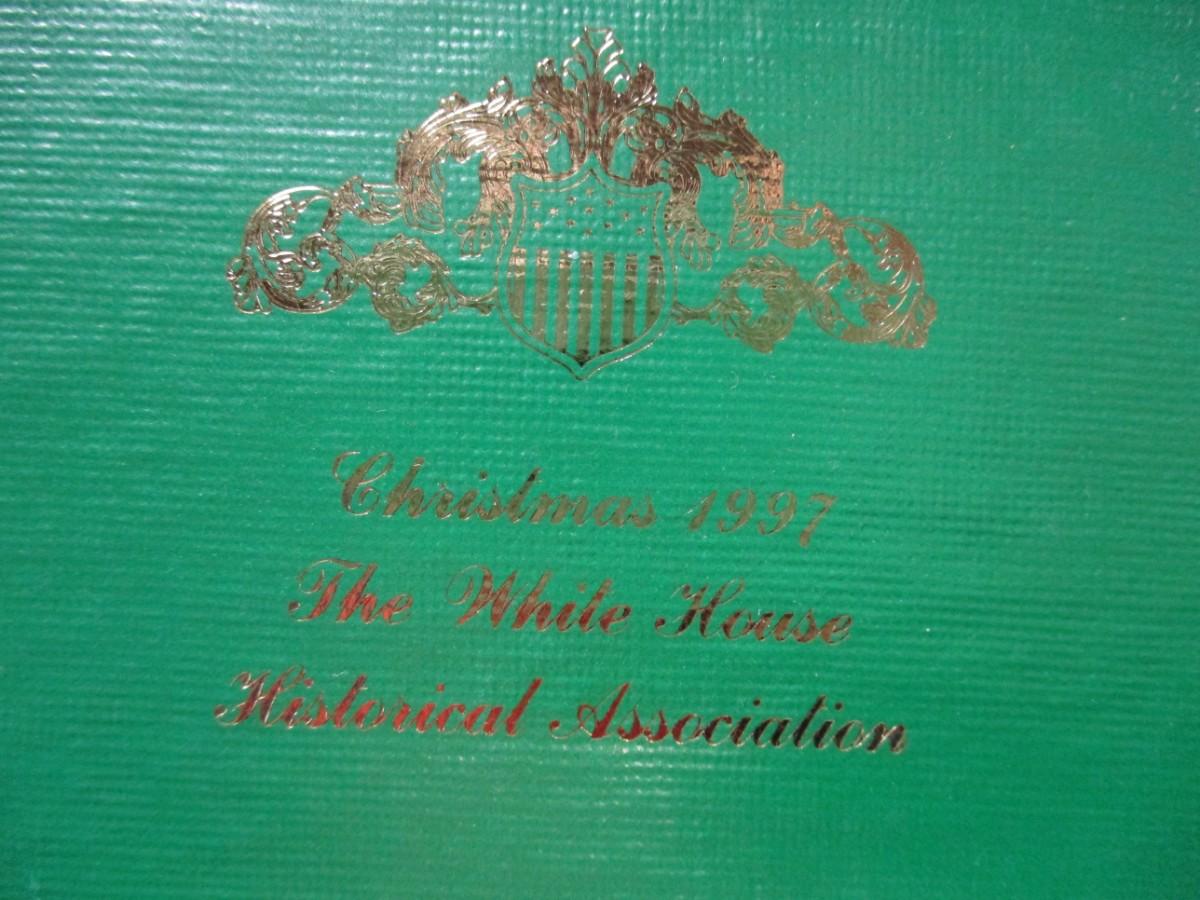 Christmas 1997
The White House
Historical Association